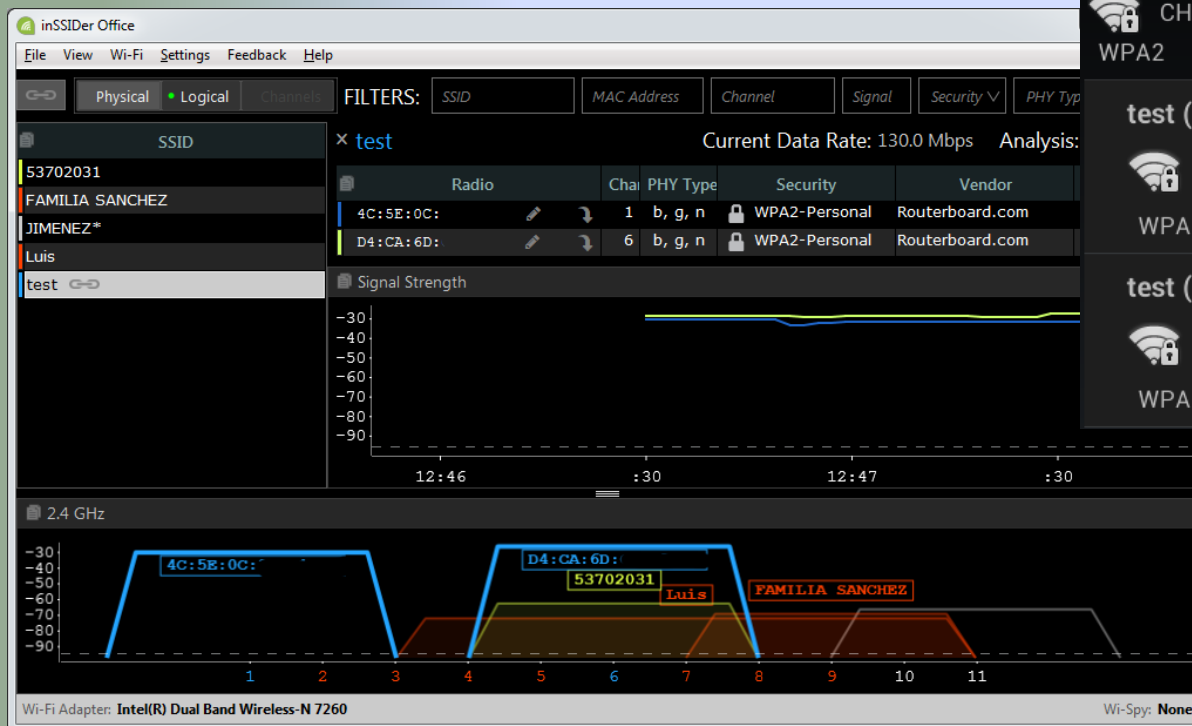 inSSIDer Office
File View Wi-Fi Settings Feedback Help
Physical Logical Channels FILTERS: SSID MAC Address Channel Signal Security PHY Typ
SSID
53702031
FAMILIA SANCHEZ
JIMENEZ*
Luis
test
× test Current Data Rate: 130.0 Mbps Analysis:
Radio Chai PHY Type Security Vendor
4C:5E:0C: 1 b, g, n WPA2-Personal Routerboard.com
D4:CA:6D: 6 b, g, n WPA2-Personal Routerboard.com
Signal Strength
-30
-40
-50
-60
-70
-80
-90
12:46 :30 12:47 :30
CH
WPA2
test (
WPA
test (
WPA
2.4 GHz
-30
-40
-50
-60
-70
-80
-90
4C:5E:0C:
D4:CA:6D:
53702031
Luis
FAMILIA SANCHEZ
1 2 3 4 5 6 7 8 9 10 11
Wi-Fi Adapter: Intel(R) Dual Band Wireless-N 7260 Wi-Spy: None